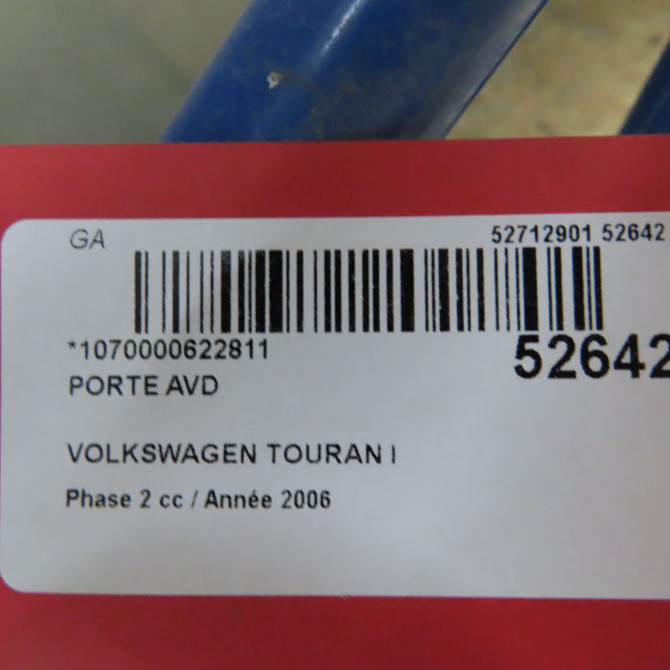 GA 52712901 52642
*1070000622811 52642
PORTE AVD
VOLKSWAGEN TOURAN I
Phase 2 cc / Année 2006